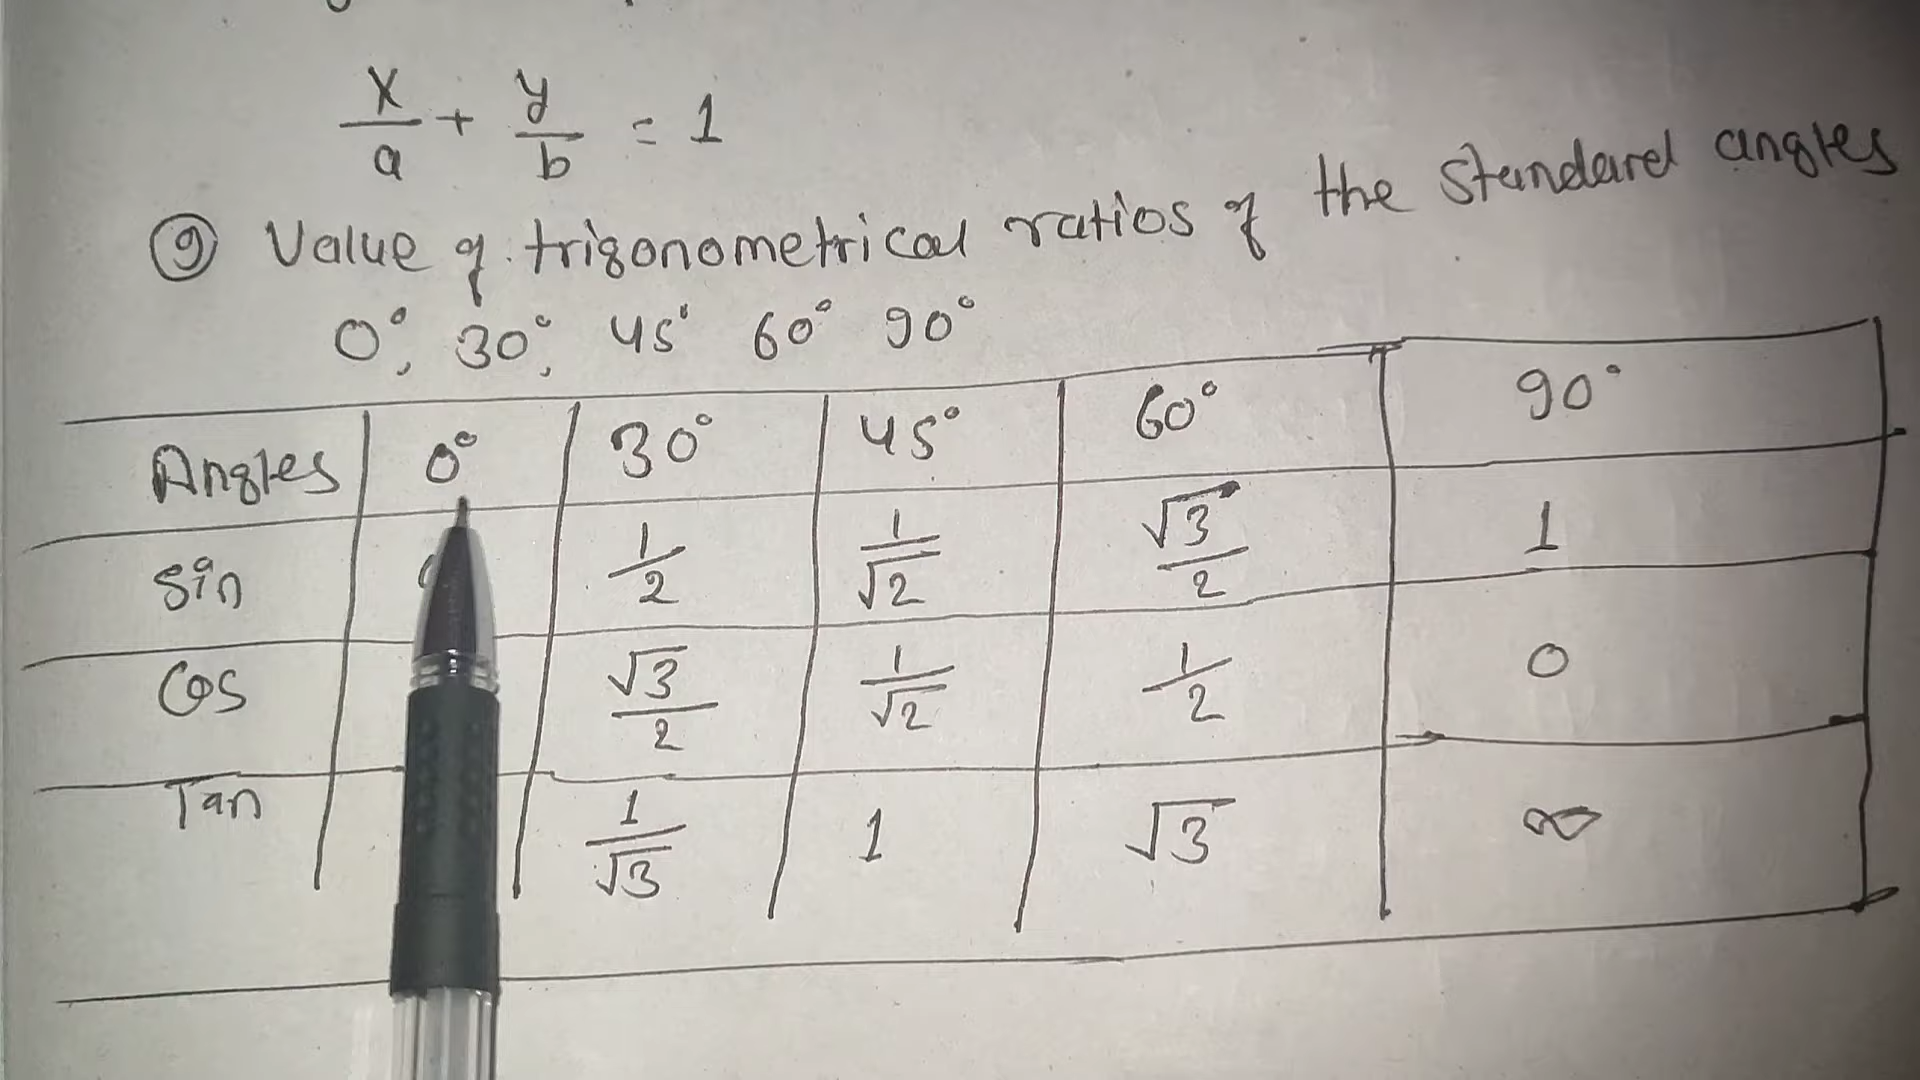 x/a + y/b = 1
⑨ Value of trigonometrical ratios of the standard angles
0°, 30°, 45° 60° 90°
Angles 0° 30° 45° 60° 90°
Sin 1/2 1/√2 √3/2 1
Cos √3/2 1/√2 1/2 0
Tan 1/√3 1 √3 ∞